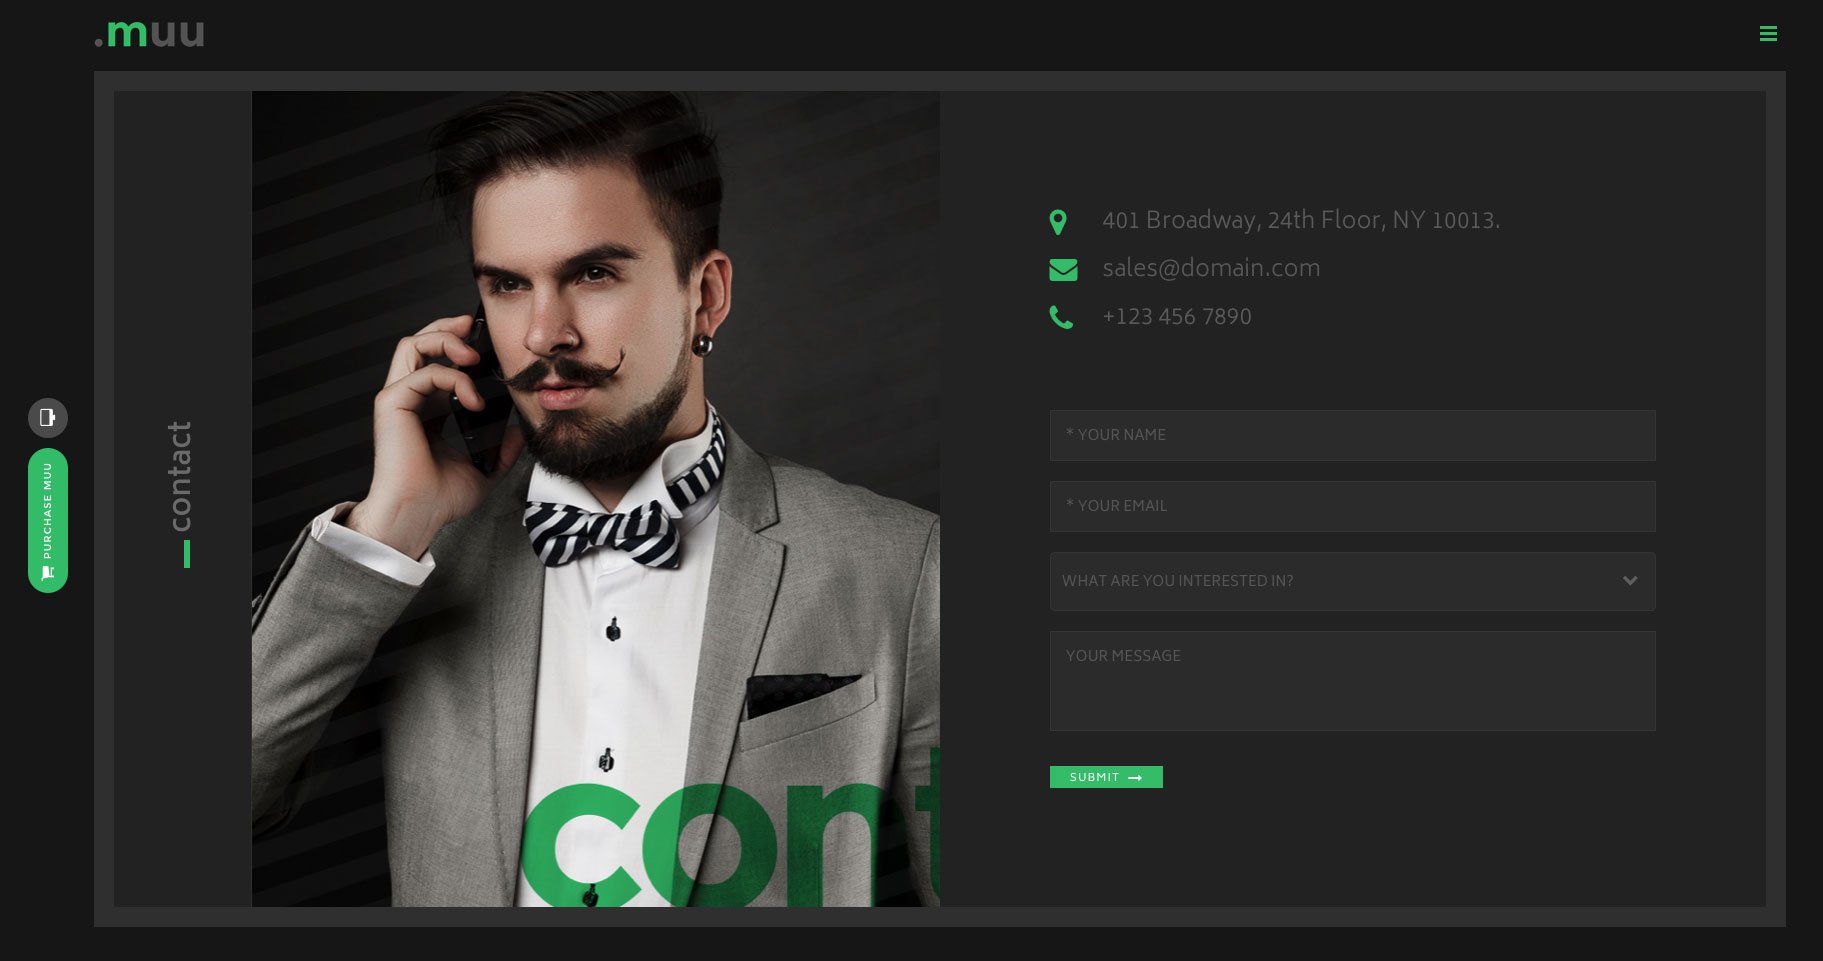 .muu
PURCHASE MUU
contact
cont
401 Broadway, 24th Floor, NY 10013.
sales@domain.com
+123 456 7890
* YOUR NAME
* YOUR EMAIL
WHAT ARE YOU INTERESTED IN?
YOUR MESSAGE
SUBMIT